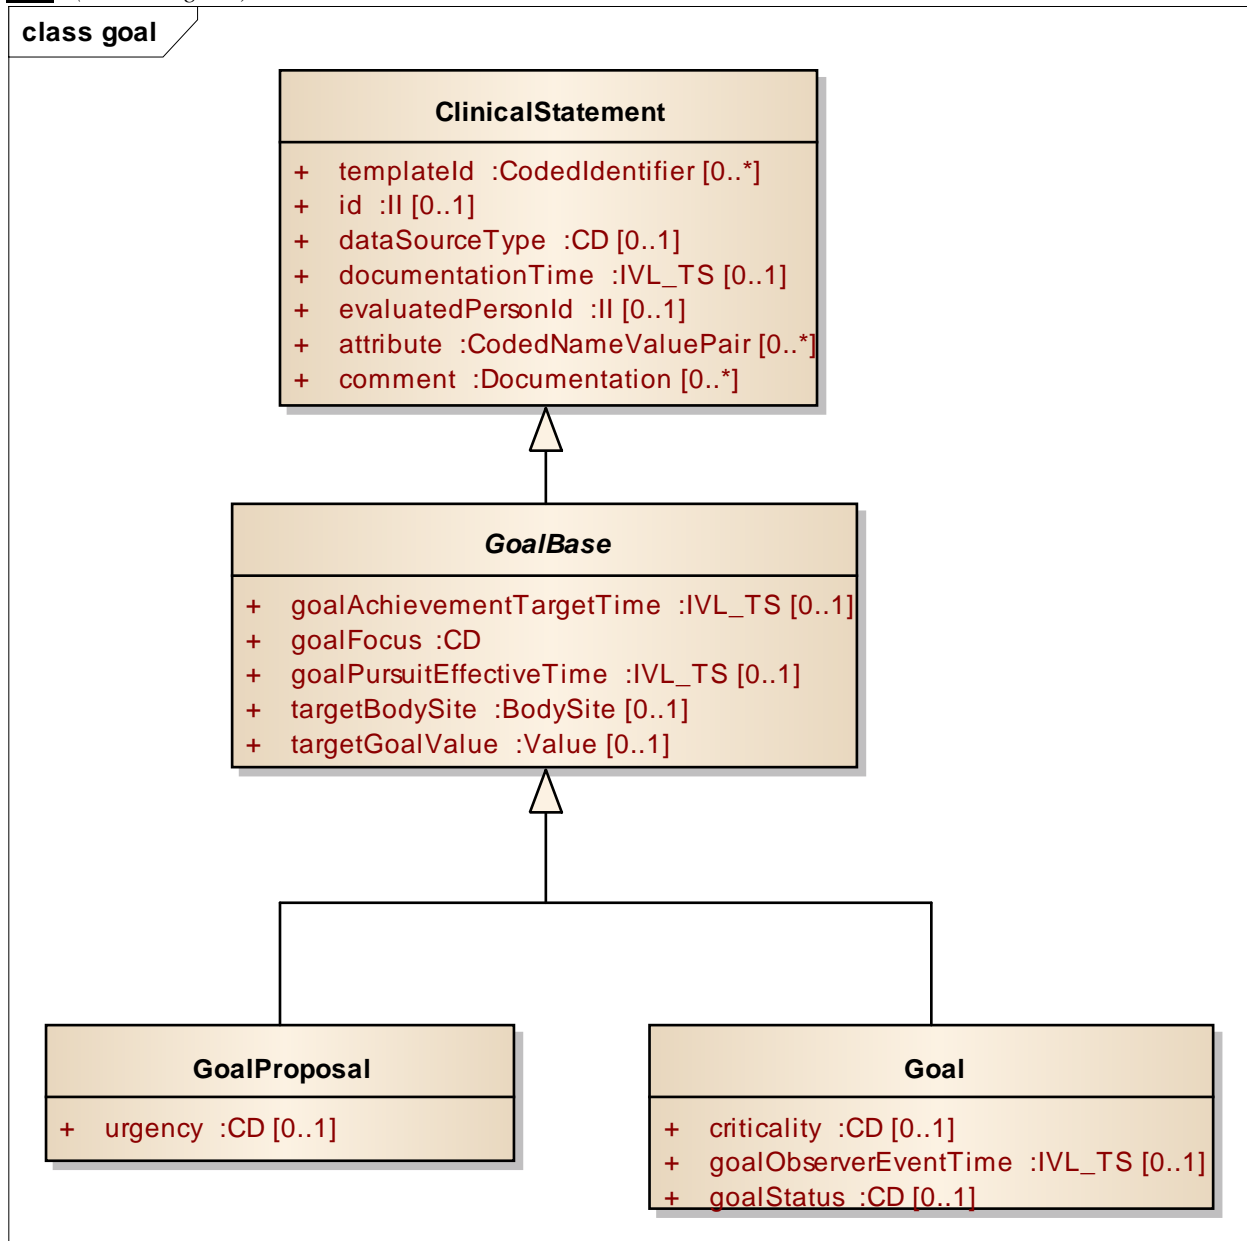 class goal
ClinicalStatement
+ templateId :CodedIdentifier [0..*]
+ id :II [0..1]
+ dataSourceType :CD [0..1]
+ documentationTime :IVL_TS [0..1]
+ evaluatedPersonId :II [0..1]
+ attribute :CodedNameValuePair [0..*]
+ comment :Documentation [0..*]
GoalBase
+ goalAchievementTargetTime :IVL_TS [0..1]
+ goalFocus :CD
+ goalPursuitEffectiveTime :IVL_TS [0..1]
+ targetBodySite :BodySite [0..1]
+ targetGoalValue :Value [0..1]
GoalProposal
+ urgency :CD [0..1]
Goal
+ criticality :CD [0..1]
+ goalObserverEventTime :IVL_TS [0..1]
+ goalStatus :CD [0..1]